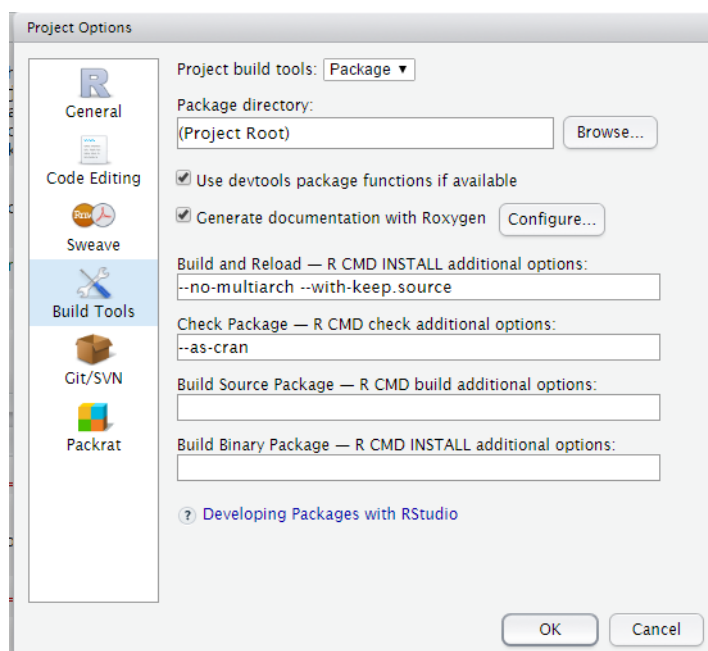 Project Options
R
General
Code Editing
Rnw
Sweave
Build Tools
Git/SVN
Packrat
Project build tools: Package ▼
Package directory:
(Project Root)
Browse...
Use devtools package functions if available
Generate documentation with Roxygen
Configure...
Build and Reload — R CMD INSTALL additional options:
--no-multiarch --with-keep.source
Check Package — R CMD check additional options:
--as-cran
Build Source Package — R CMD build additional options:
Build Binary Package — R CMD INSTALL additional options:
? Developing Packages with RStudio
OK
Cancel